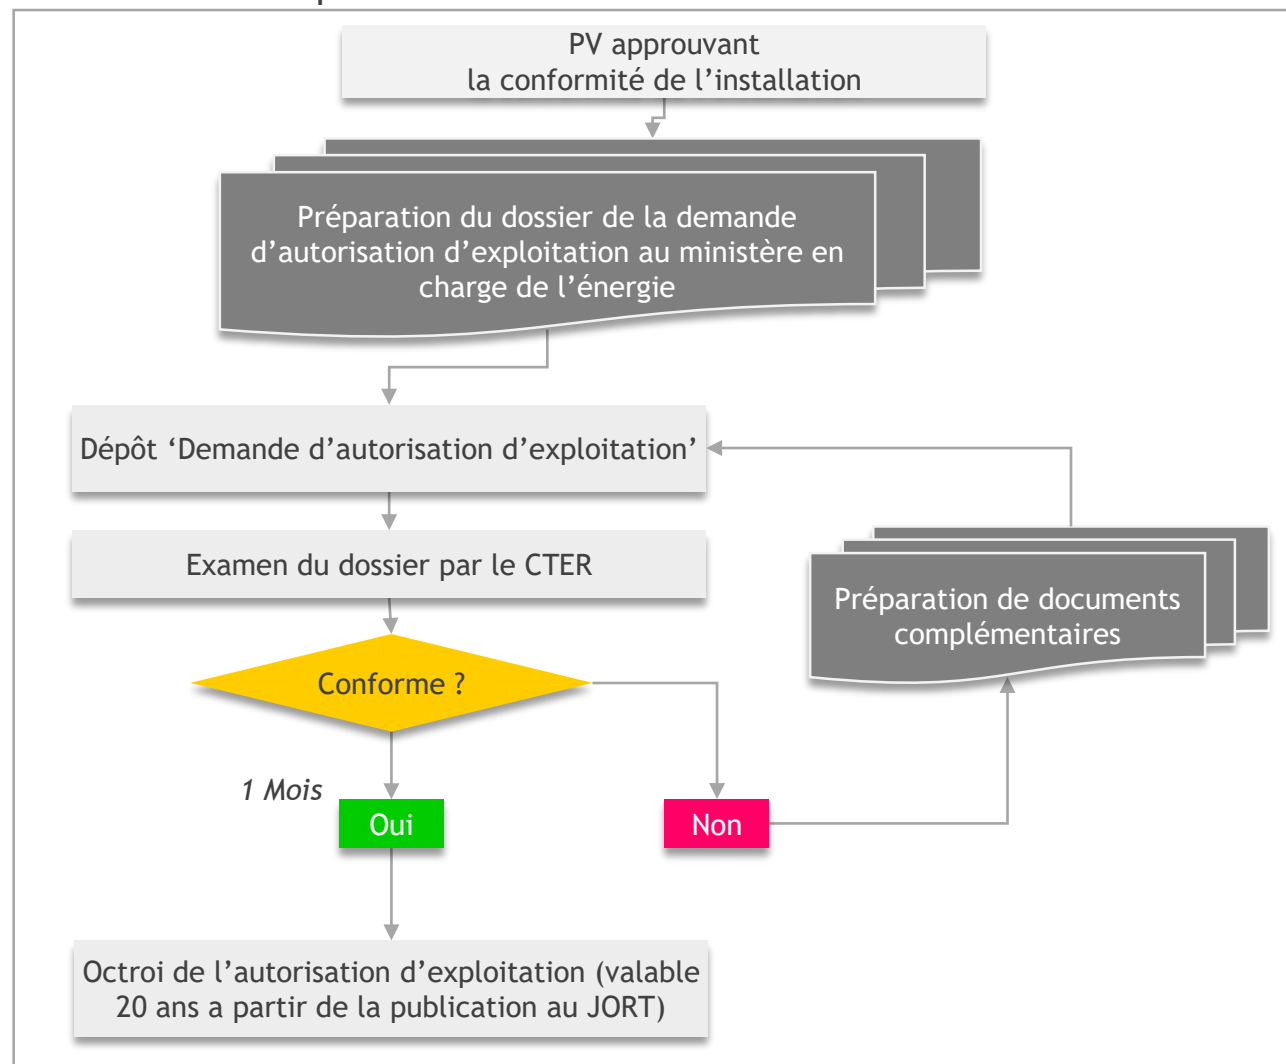 PV approuvant
la conformité de l’installation
Préparation du dossier de la demande
d’autorisation d’exploitation au ministère en
charge de l’énergie
Dépôt ‘Demande d’autorisation d’exploitation’
Examen du dossier par le CTER
Préparation de documents
complémentaires
Conforme ?
1 Mois
Oui
Non
Octroi de l’autorisation d’exploitation (valable
20 ans a partir de la publication au JORT)